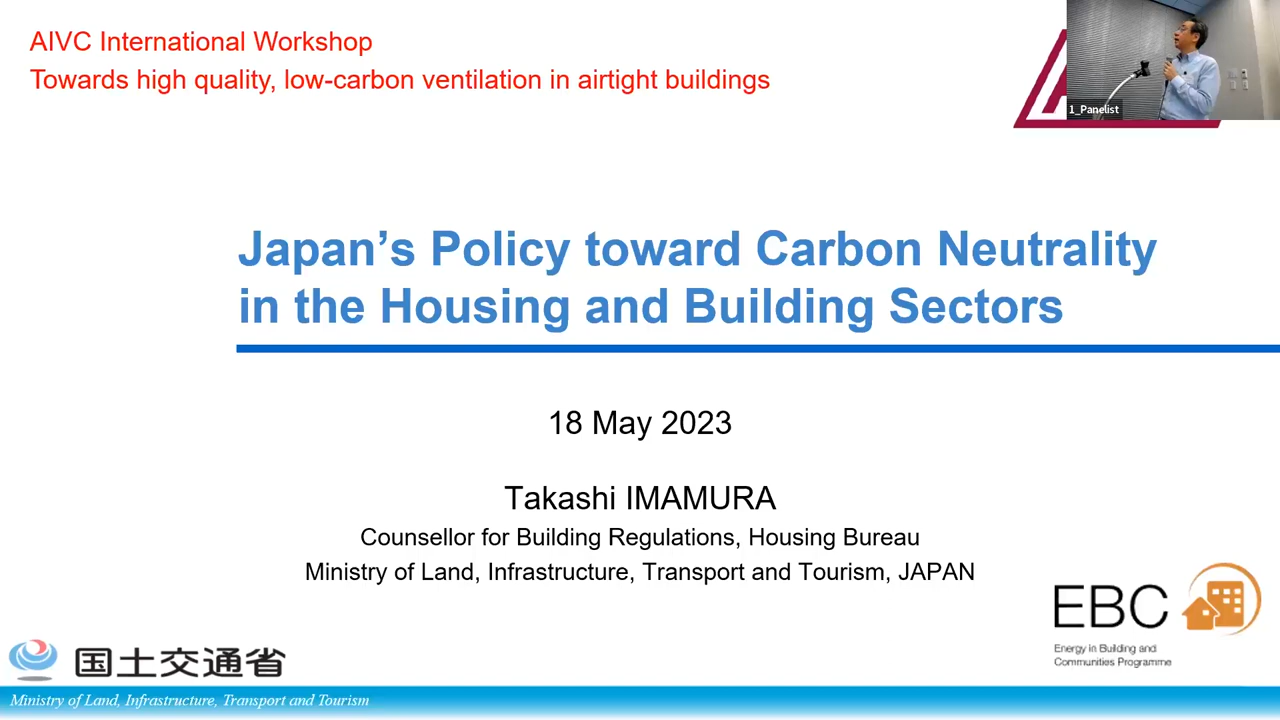 AIVC International Workshop
Towards high quality, low-carbon ventilation in airtight buildings
1_Panelist
Japan’s Policy toward Carbon Neutrality
in the Housing and Building Sectors
18 May 2023
Takashi IMAMURA
Counsellor for Building Regulations, Housing Bureau
Ministry of Land, Infrastructure, Transport and Tourism, JAPAN
EBC
Energy in Building and
Communities Programme
国土交通省
Ministry of Land, Infrastructure, Transport and Tourism